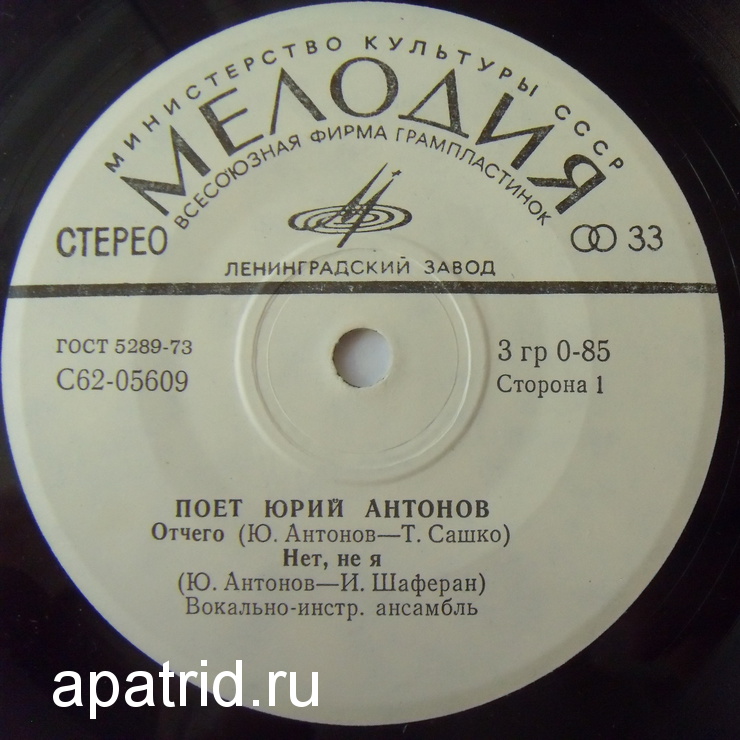 МИНИСТЕРСТВО КУЛЬТУРЫ СССР
МЕЛОДИЯ
ВСЕСОЮЗНАЯ ФИРМА ГРАМПЛАСТИНОК
СТЕРЕО
33
ЛЕНИНГРАДСКИЙ ЗАВОД
ГОСТ 5289-73
3 гр 0-85
С62-05609
Сторона 1
ПОЕТ ЮРИЙ АНТОНОВ
Отчего (Ю. Антонов—Т. Сашко)
Нет, не я
(Ю. Антонов—И. Шаферан)
Вокально-инстр. ансамбль
apatrid.ru